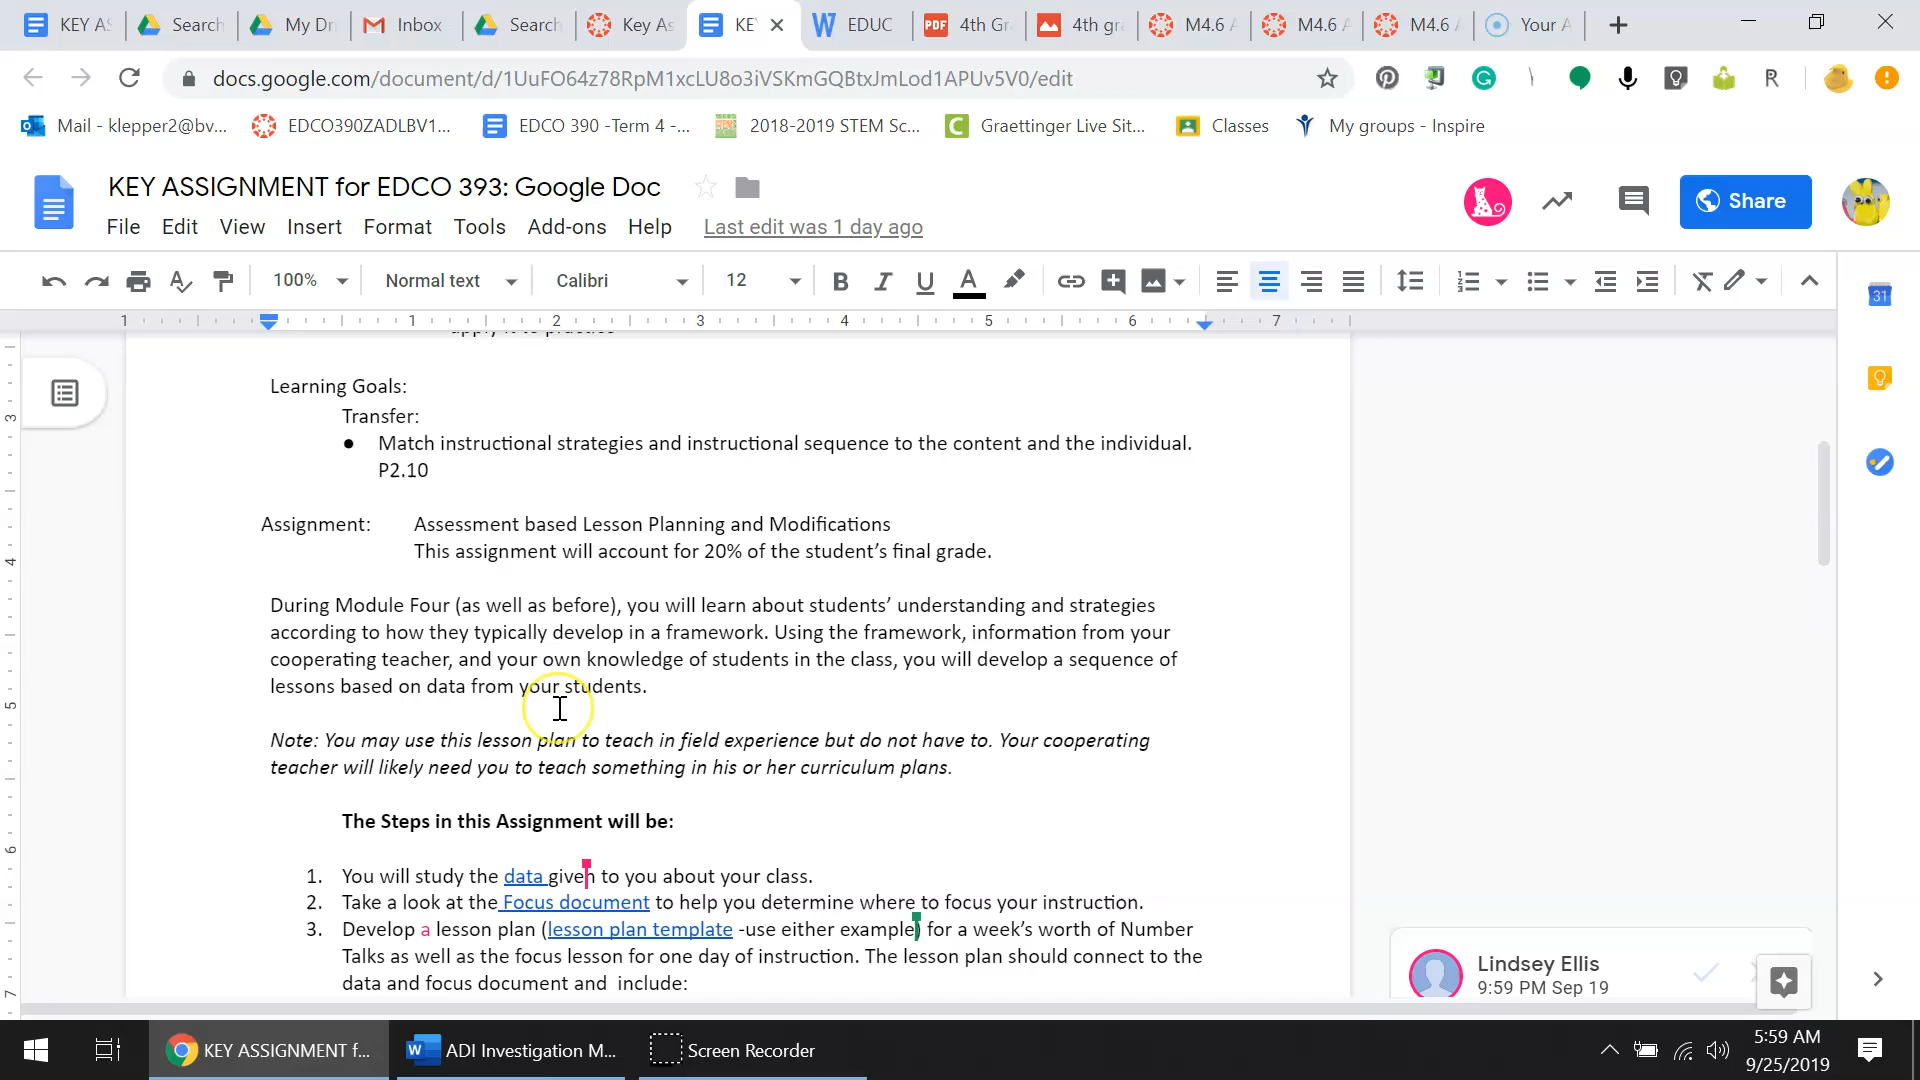 KEY AS
Search
My Dri
Inbox
Search
Key As
KEY
EDUC
4th Gr
4th gra
M4.6 A
M4.6 A
M4.6 A
Your A
docs.google.com/document/d/1UuFO64z78RpM1xcLU8o3iVSKmGQBtxJmLod1APUv5V0/edit
Mail - klepper2@bv...
EDCO390ZADLBV1...
EDCO 390 -Term 4 -...
2018-2019 STEM Sc...
Graettinger Live Sit...
Classes
My groups - Inspire
KEY ASSIGNMENT for EDCO 393: Google Doc
Share
File Edit View Insert Format Tools Add-ons Help Last edit was 1 day ago
100% Normal text Calibri 12
1 1 2 3 4 5 6 7
apply it to practice
Learning Goals:
Transfer:
● Match instructional strategies and instructional sequence to the content and the individual.
P2.10
Assignment: Assessment based Lesson Planning and Modifications
This assignment will account for 20% of the student’s final grade.
During Module Four (as well as before), you will learn about students’ understanding and strategies
according to how they typically develop in a framework. Using the framework, information from your
cooperating teacher, and your own knowledge of students in the class, you will develop a sequence of
lessons based on data from your students.
Note: You may use this lesson plan to teach in field experience but do not have to. Your cooperating
teacher will likely need you to teach something in his or her curriculum plans.
The Steps in this Assignment will be:
1. You will study the data given to you about your class.
2. Take a look at the Focus document to help you determine where to focus your instruction.
3. Develop a lesson plan (lesson plan template -use either example) for a week’s worth of Number
Talks as well as the focus lesson for one day of instruction. The lesson plan should connect to the
data and focus document and  include:
Lindsey Ellis
9:59 PM Sep 19
KEY ASSIGNMENT f...
ADI Investigation M...
Screen Recorder
5:59 AM
9/25/2019